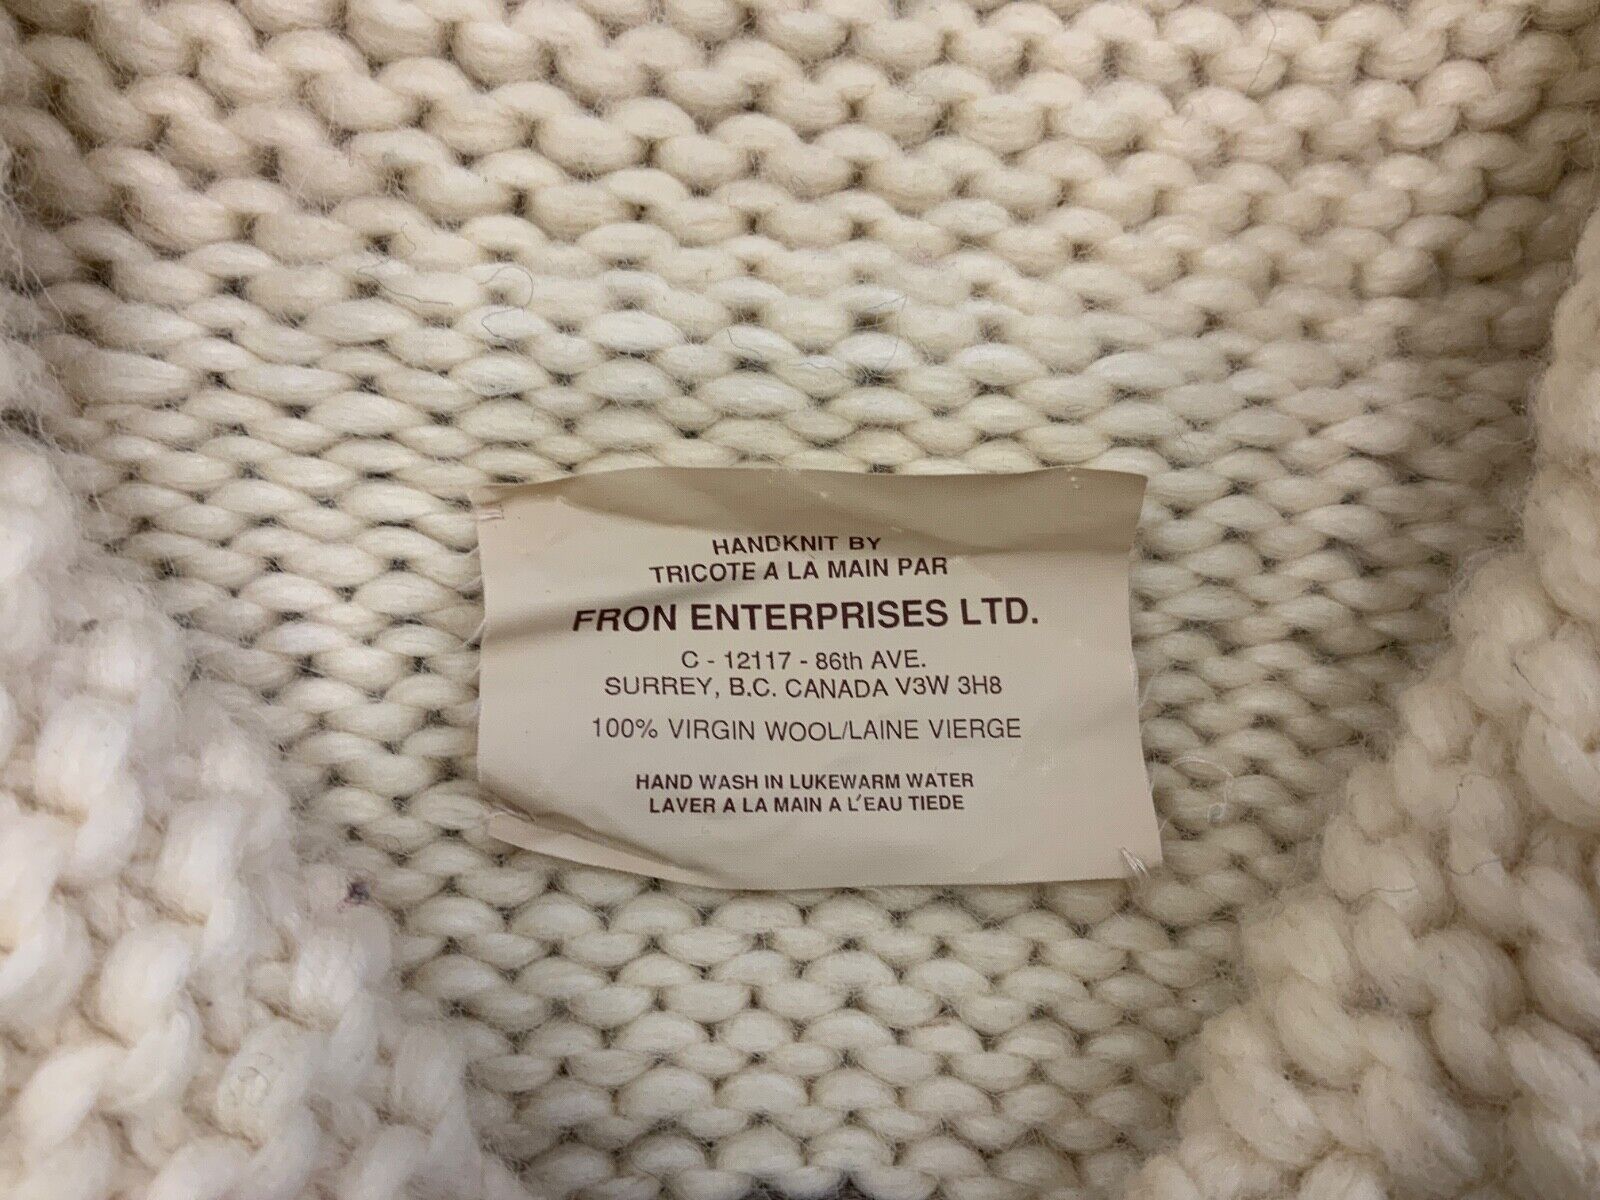 HANDKNIT BY
TRICOTE A LA MAIN PAR
FRON ENTERPRISES LTD.
C - 12117 - 86th AVE.
SURREY, B.C. CANADA V3W 3H8
100% VIRGIN WOOL/LAINE VIERGE
HAND WASH IN LUKEWARM WATER
LAVER A LA MAIN A L'EAU TIEDE